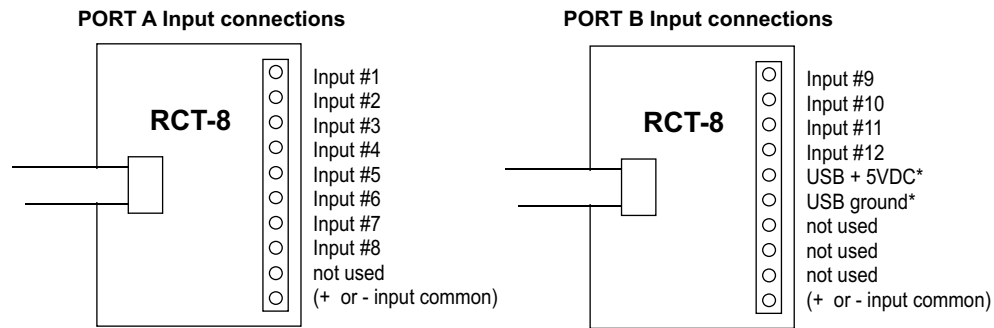 PORT A Input connections
RCT-8
Input #1
Input #2
Input #3
Input #4
Input #5
Input #6
Input #7
Input #8
not used
(+ or - input common)
PORT B Input connections
RCT-8
Input #9
Input #10
Input #11
Input #12
USB + 5VDC*
USB ground*
not used
not used
not used
(+ or - input common)